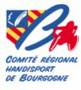 COMITÉ RÉGIONAL
HANDISPORT
DE BOURGOGNE